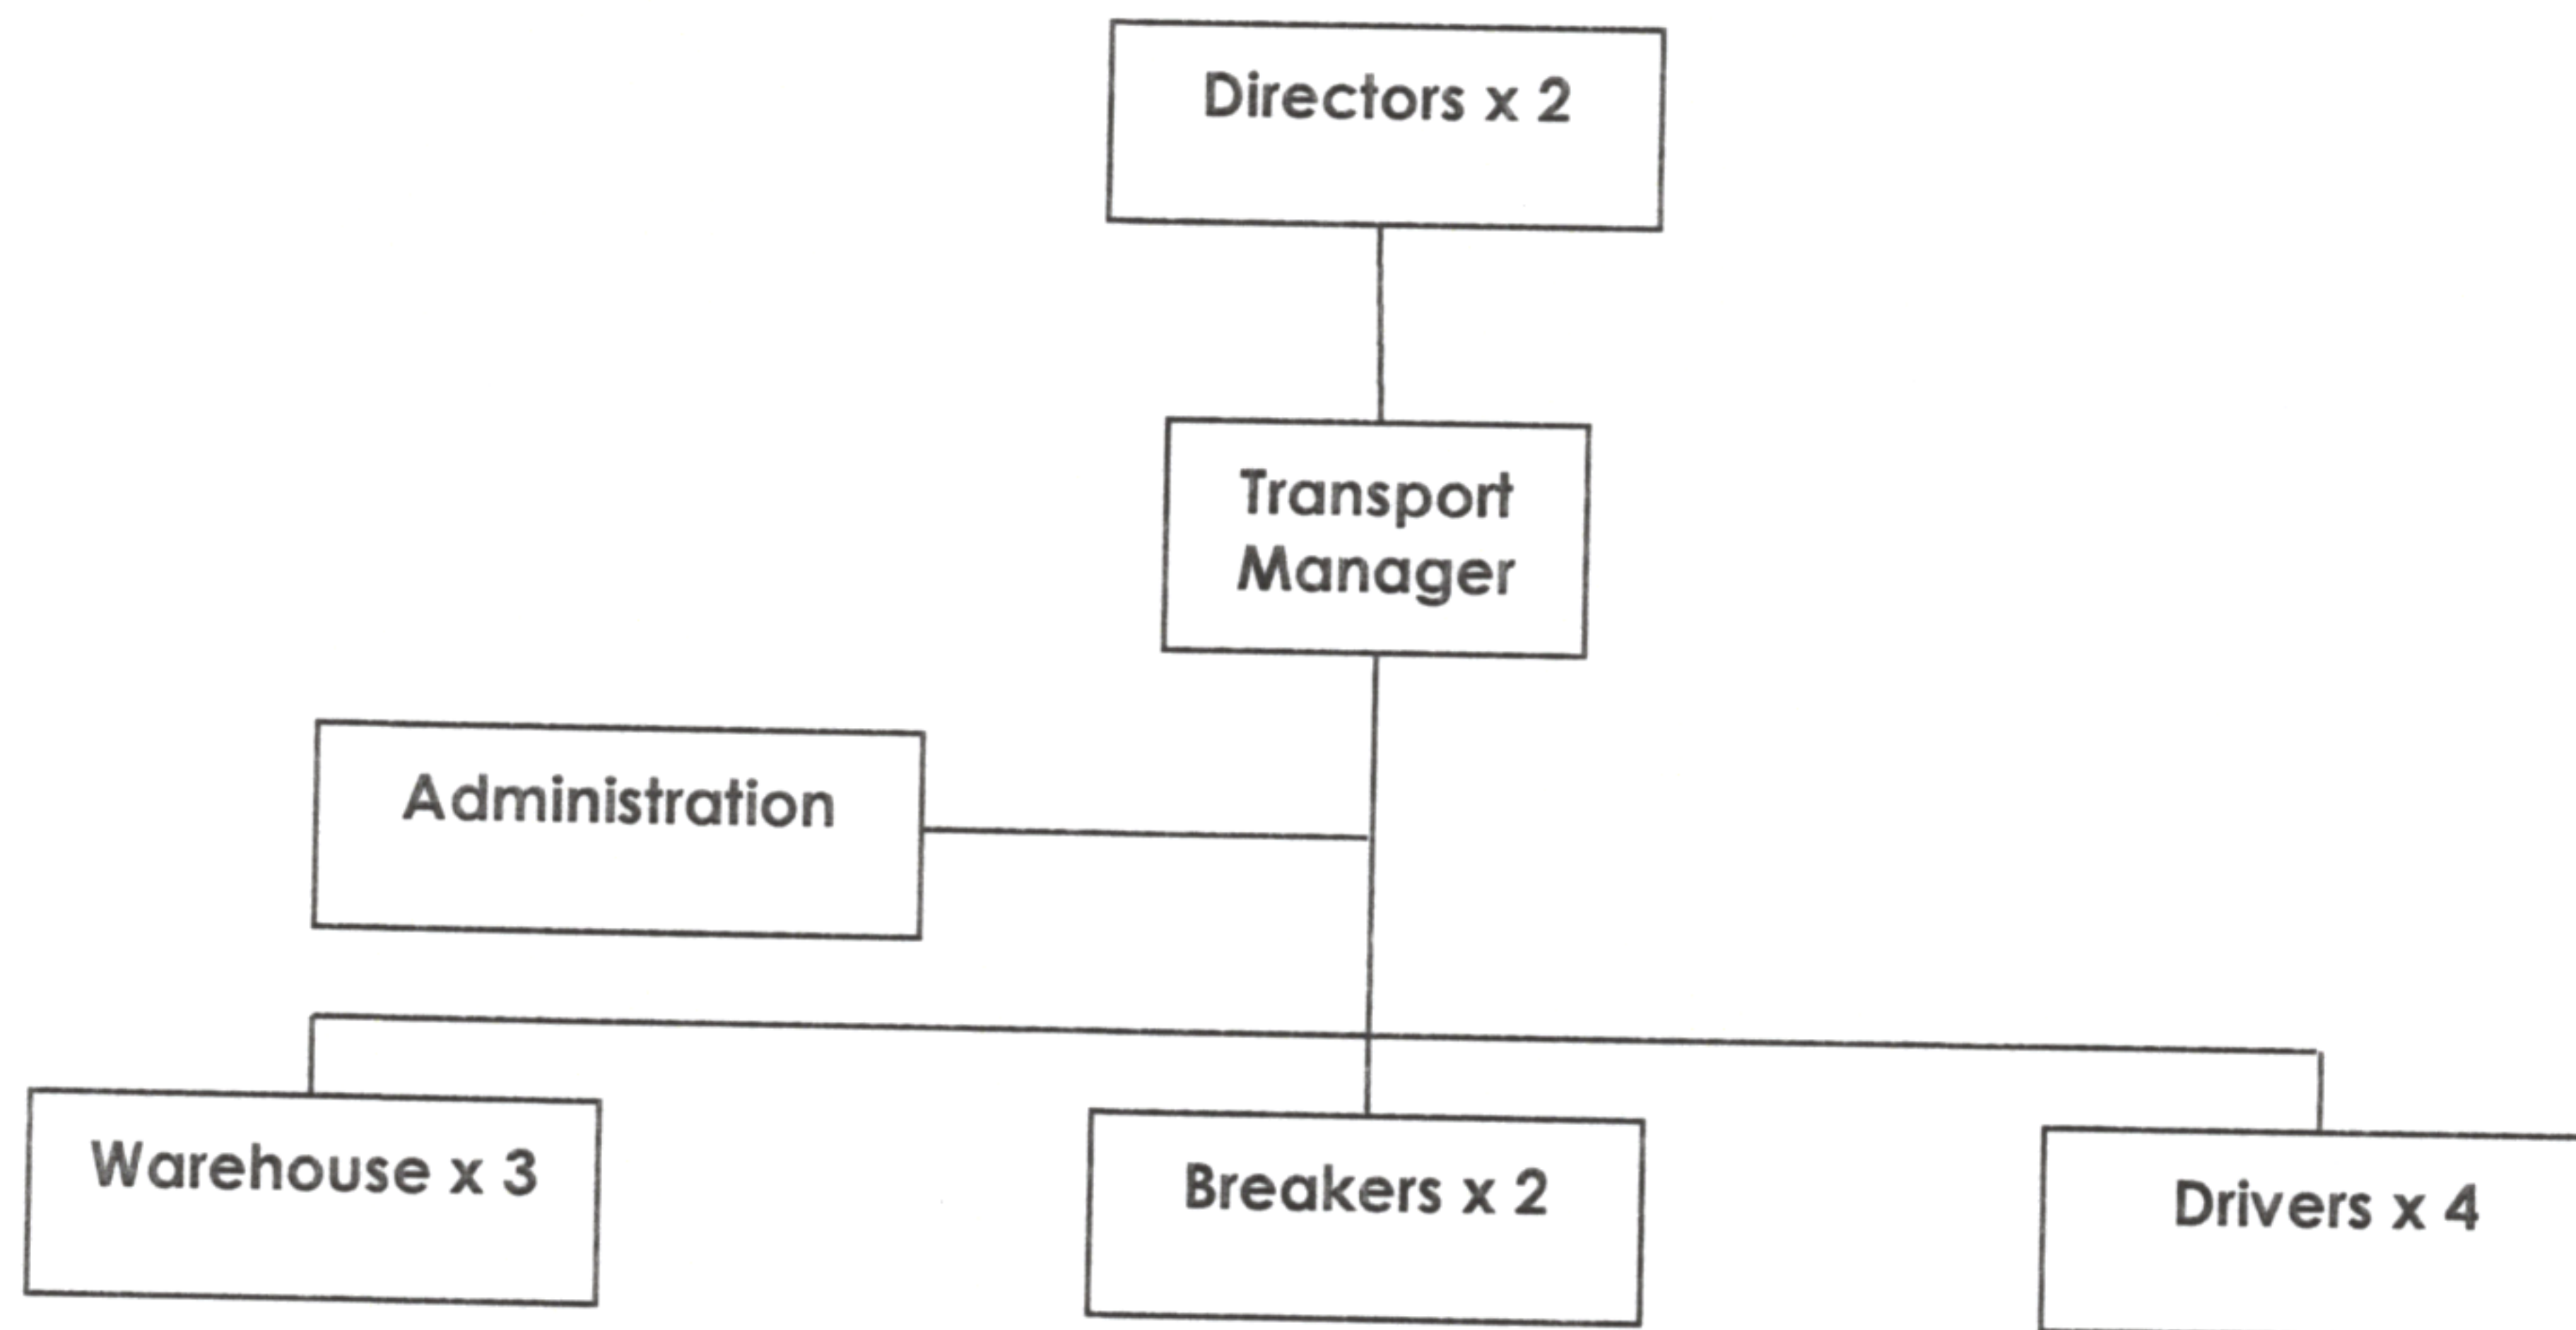 Directors x 2
Transport
Manager
Administration
Warehouse x 3
Breakers x 2
Drivers x 4